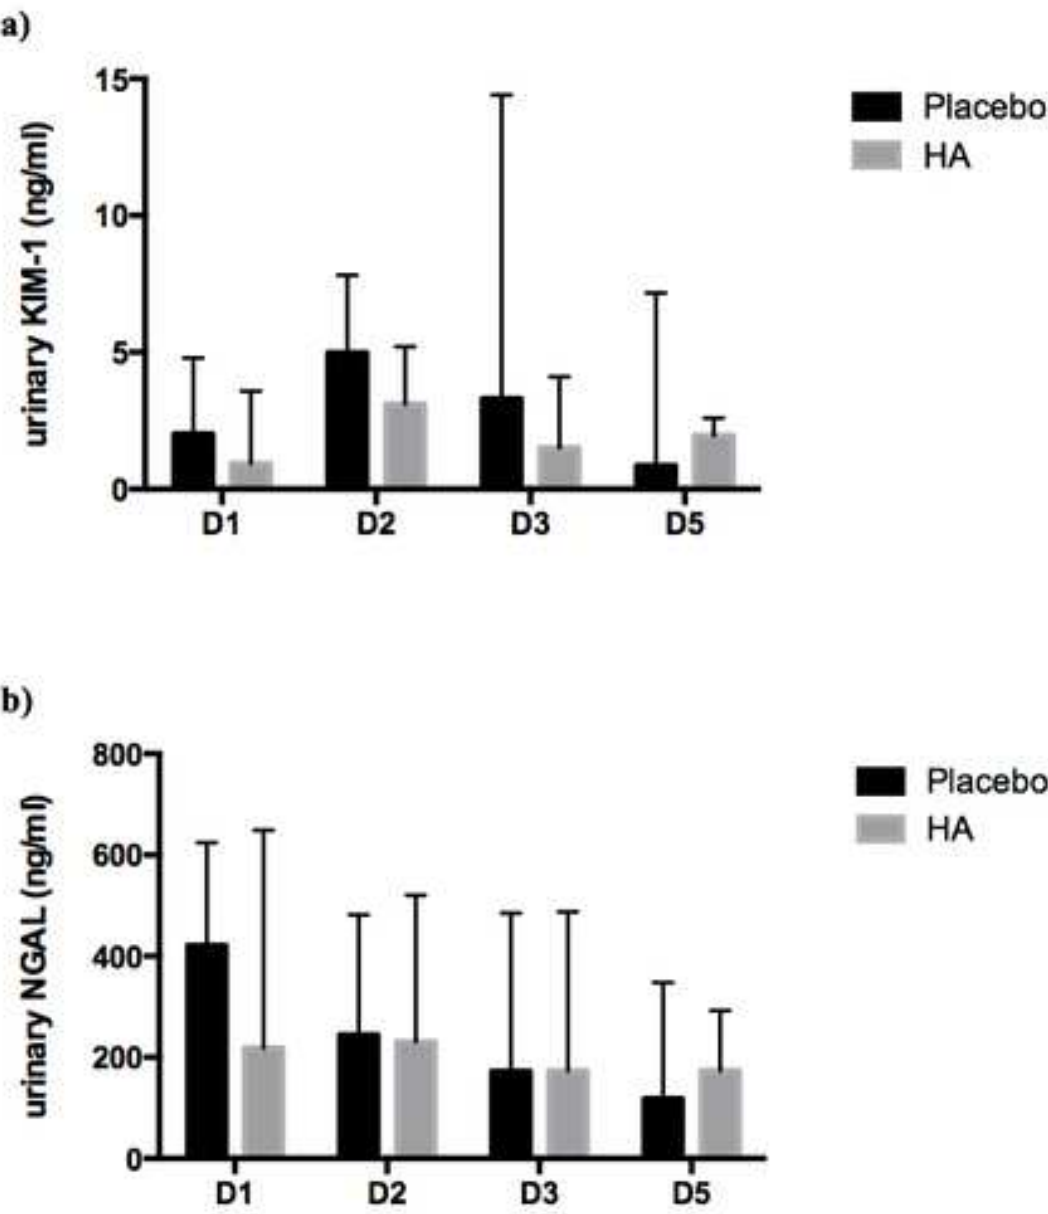 a)
urinary KIM-1 (ng/ml)
15
10
5
0
D1 D2 D3 D5
Placebo
HA
b)
urinary NGAL (ng/ml)
800
600
400
200
0
D1 D2 D3 D5
Placebo
HA